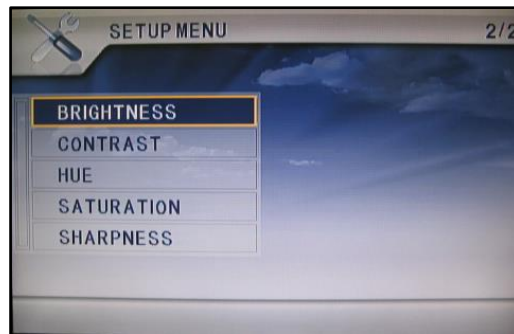 SETUP MENU 2/2
BRIGHTNESS
CONTRAST
HUE
SATURATION
SHARPNESS